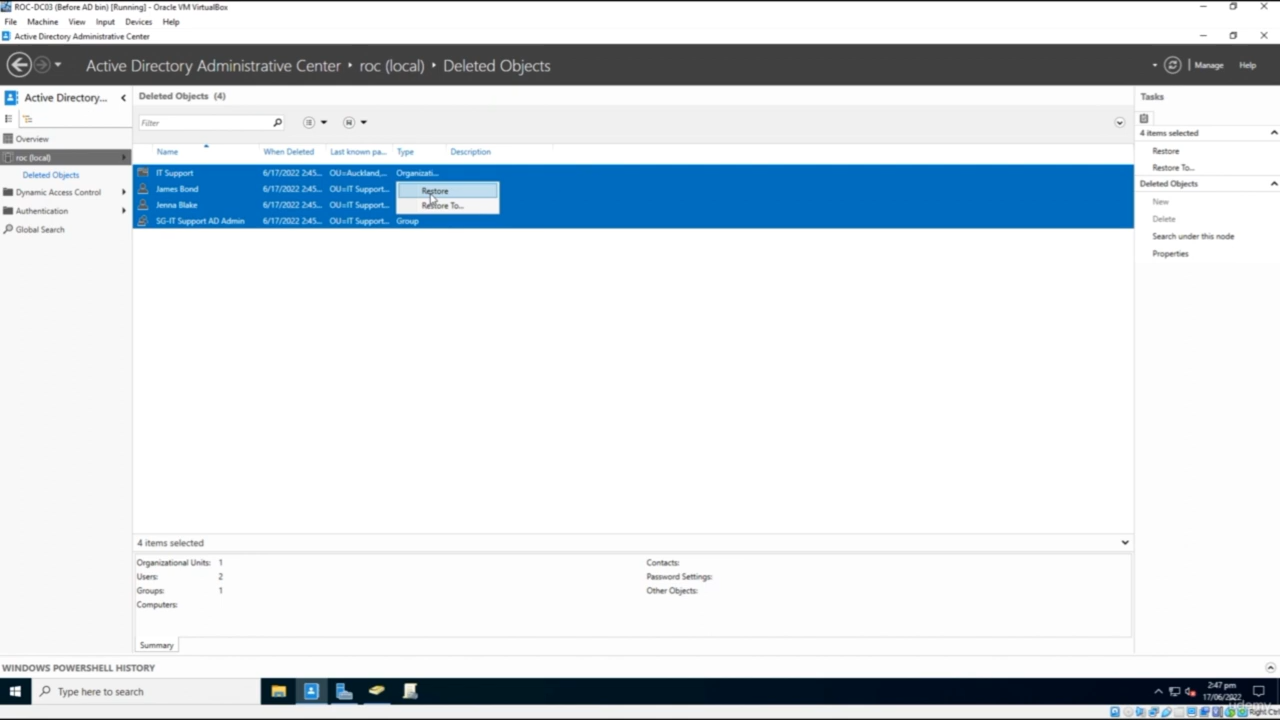 ROC-DC03 (Before AD bin) [Running] - Oracle VM VirtualBox
File Machine View Input Devices Help
Active Directory Administrative Center
Active Directory Administrative Center • roc (local) • Deleted Objects
Manage Help
Active Directory...
Overview
roc (local)
Deleted Objects
Dynamic Access Control
Authentication
Global Search
Deleted Objects (4)
Filter
Name When Deleted Last known pa... Type Description
IT Support 6/17/2022 2:45... OU=Auckland,... Organizati...
James Bond 6/17/2022 2:45... OU=IT Support...
Jenna Blake 6/17/2022 2:45... OU=IT Support...
SG-IT Support AD Admin 6/17/2022 2:45... OU=IT Support... Group
Restore
Restore To...
4 items selected
Organizational Units: 1
Users: 2
Groups: 1
Computers:
Contacts:
Password Settings:
Other Objects:
Summary
Tasks
4 items selected
Restore
Restore To...
Deleted Objects
New
Delete
Search under this node
Properties
WINDOWS POWERSHELL HISTORY
Type here to search
2:47 pm
17/06/2022
udemy
Right Ctrl